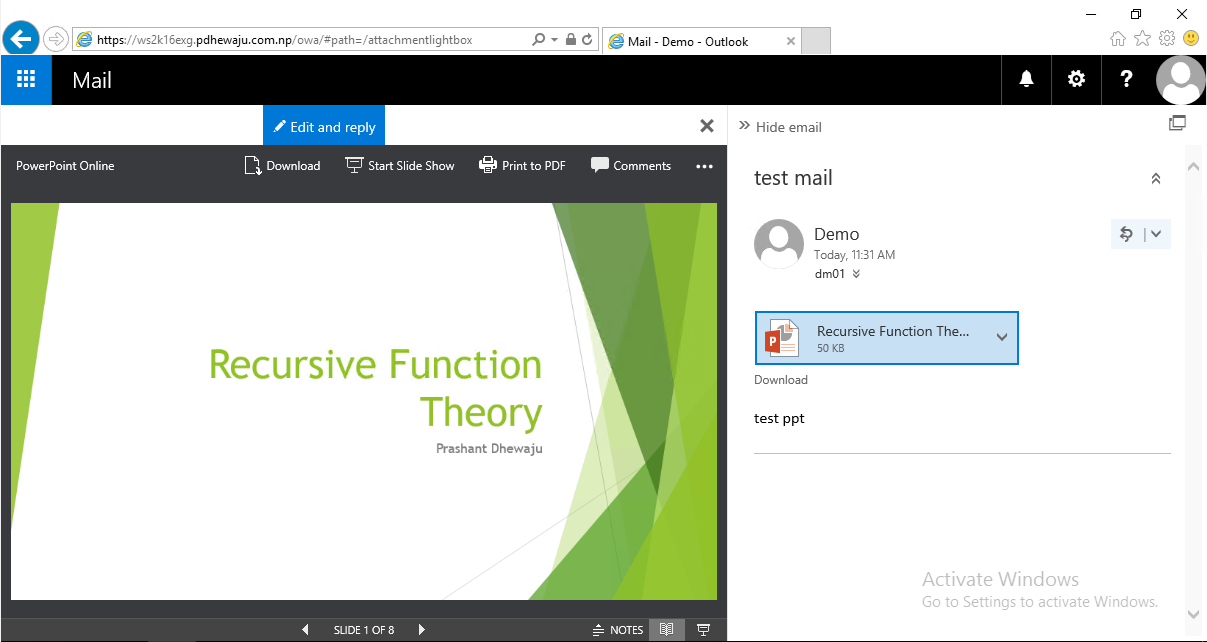 https://ws2k16exg.pdhewaju.com.np/owa/#path=/attachmentlightbox
Mail - Demo - Outlook
Mail
?
Edit and reply
Hide email
PowerPoint Online
Download
Start Slide Show
Print to PDF
Comments
Recursive Function
Theory
Prashant Dhewaju
SLIDE 1 OF 8
NOTES
test mail
Demo
Today, 11:31 AM
dm01
P
Recursive Function The...
50 KB
Download
test ppt
Activate Windows
Go to Settings to activate Windows.